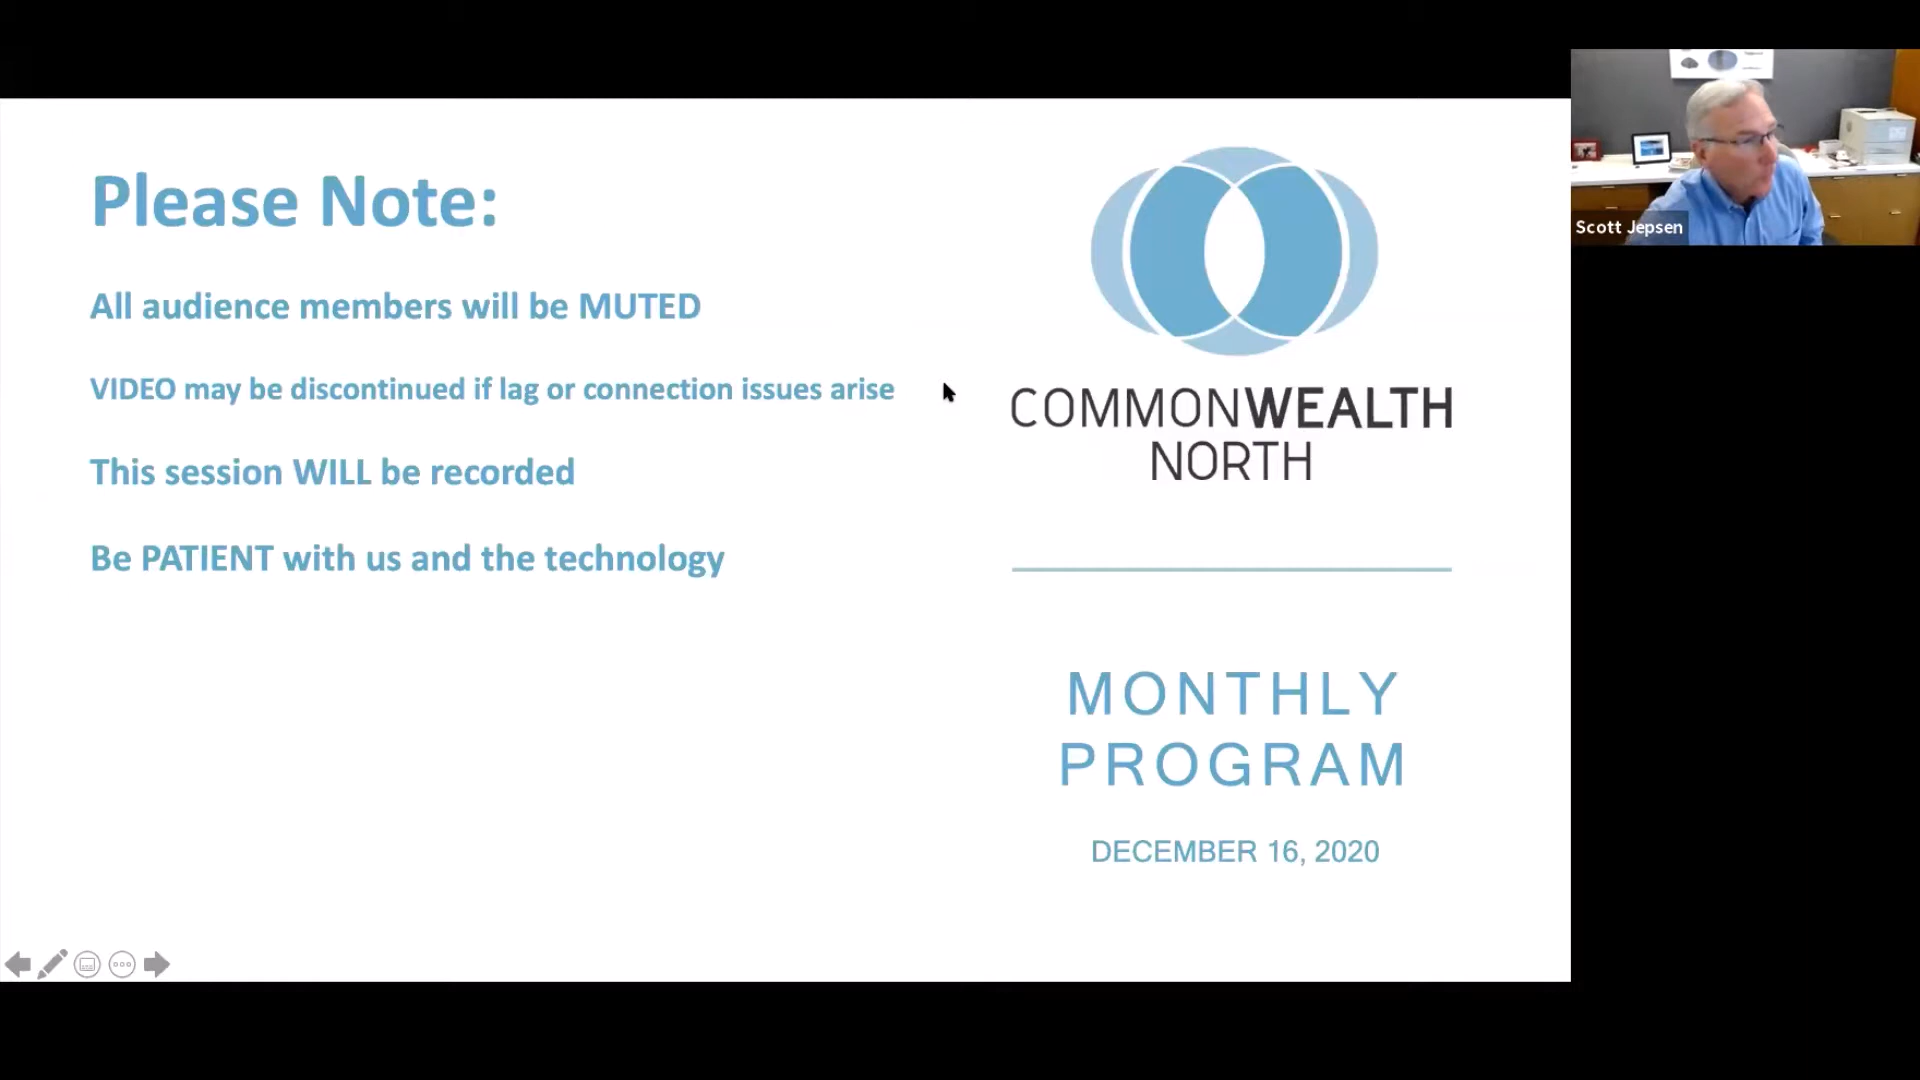 Please Note:
All audience members will be MUTED
VIDEO may be discontinued if lag or connection issues arise
This session WILL be recorded
Be PATIENT with us and the technology
COMMONWEALTH
NORTH
MONTHLY
PROGRAM
DECEMBER 16, 2020
Scott Jepsen